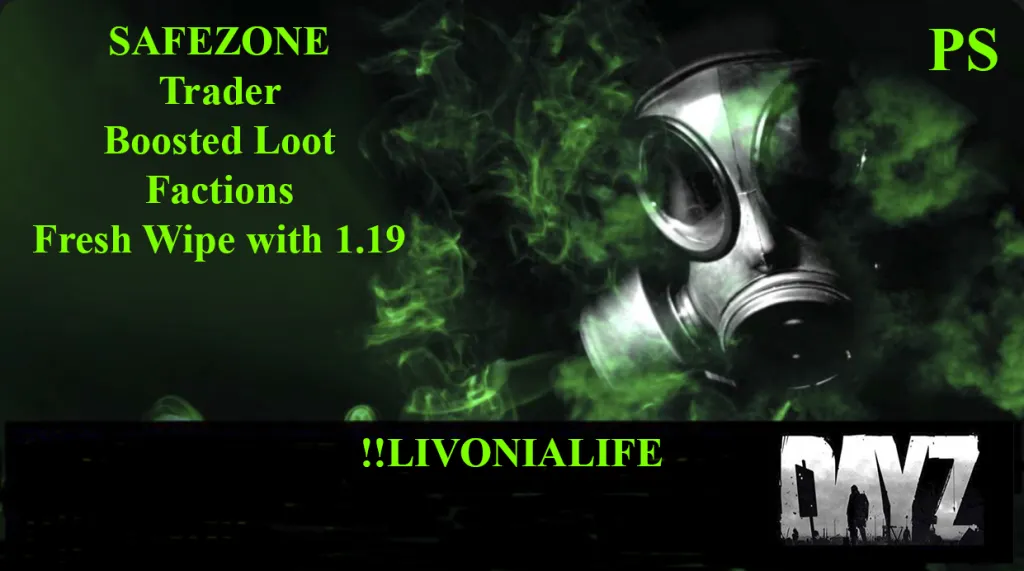 SAFEZONE
Trader
Boosted Loot
Factions
Fresh Wipe with 1.19
PS
!!LIVONIALIFE
DAYZ